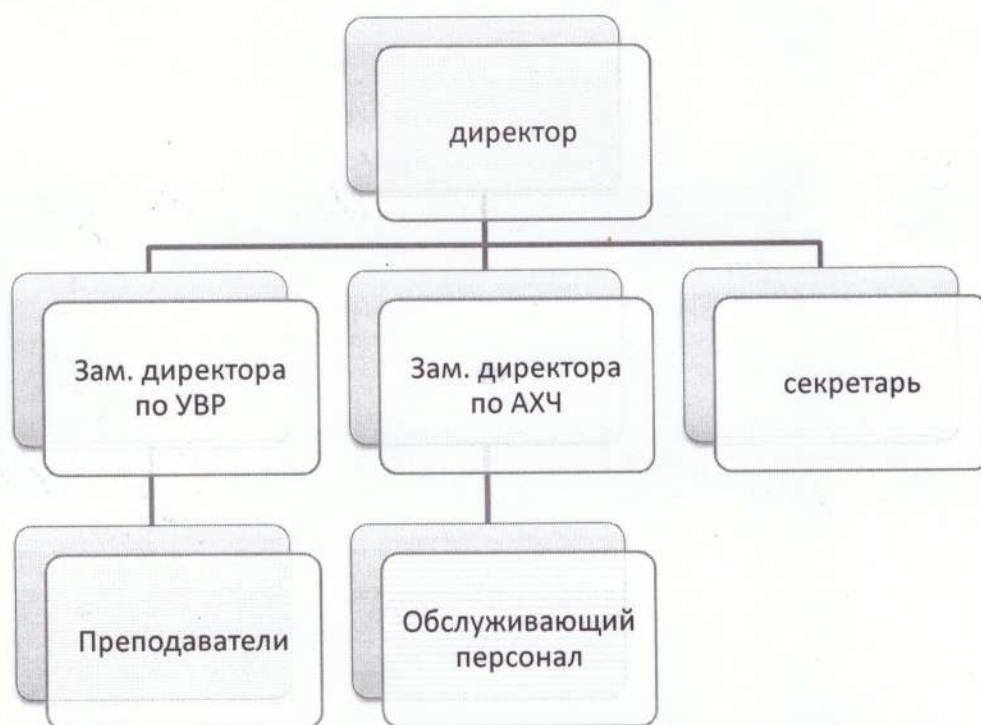 директор
Зам. директора
по УВР
Зам. директора
по АХЧ
секретарь
Преподаватели
Обслуживающий
персонал